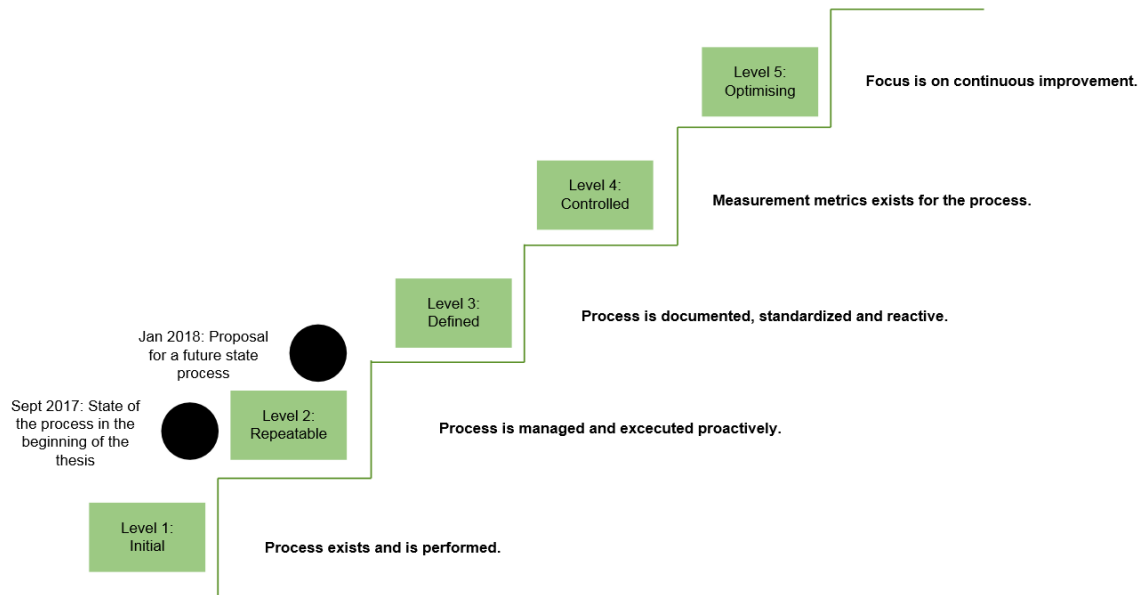 Level 5:
Optimising
Focus is on continuous improvement.
Level 4:
Controlled
Measurement metrics exists for the process.
Level 3:
Defined
Process is documented, standardized and reactive.
Jan 2018: Proposal
for a future state
process
Sept 2017: State of
the process in the
beginning of the
thesis
Level 2:
Repeatable
Process is managed and excecuted proactively.
Level 1:
Initial
Process exists and is performed.